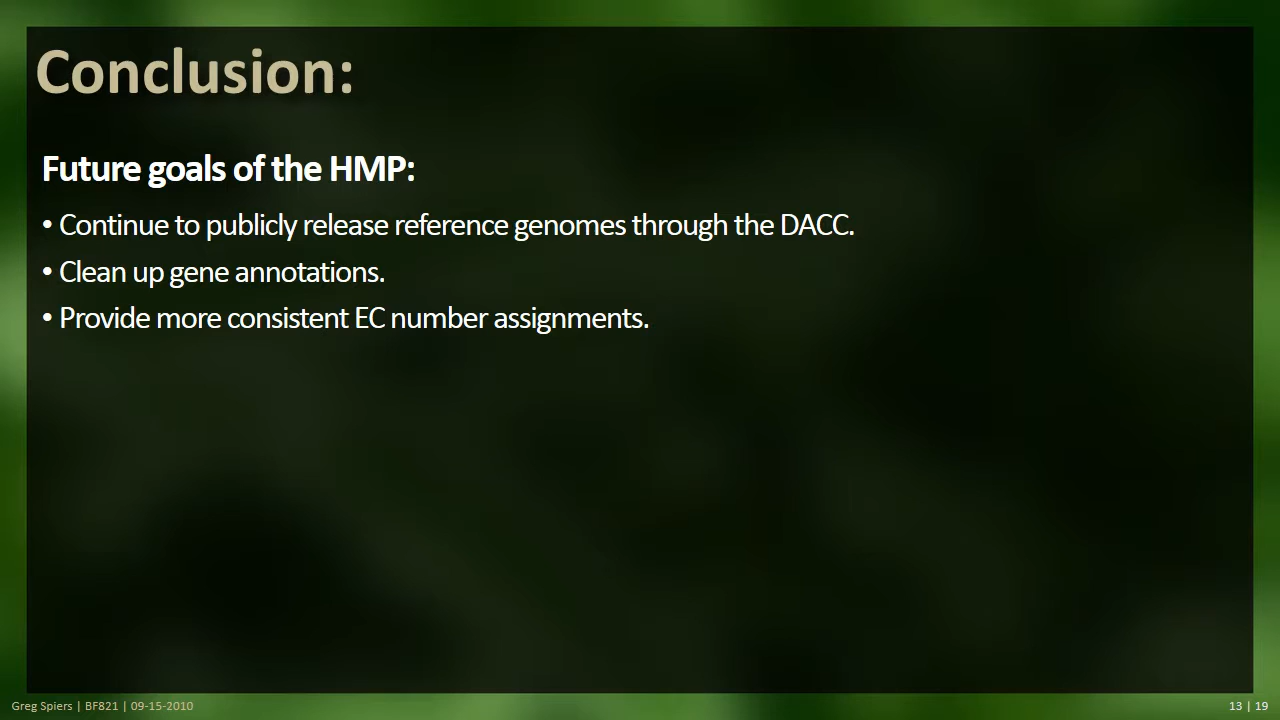 Conclusion:
Future goals of the HMP:
• Continue to publicly release reference genomes through the DACC.
• Clean up gene annotations.
• Provide more consistent EC number assignments.
Greg Spiers | BF821 | 09-15-2010
13 | 19